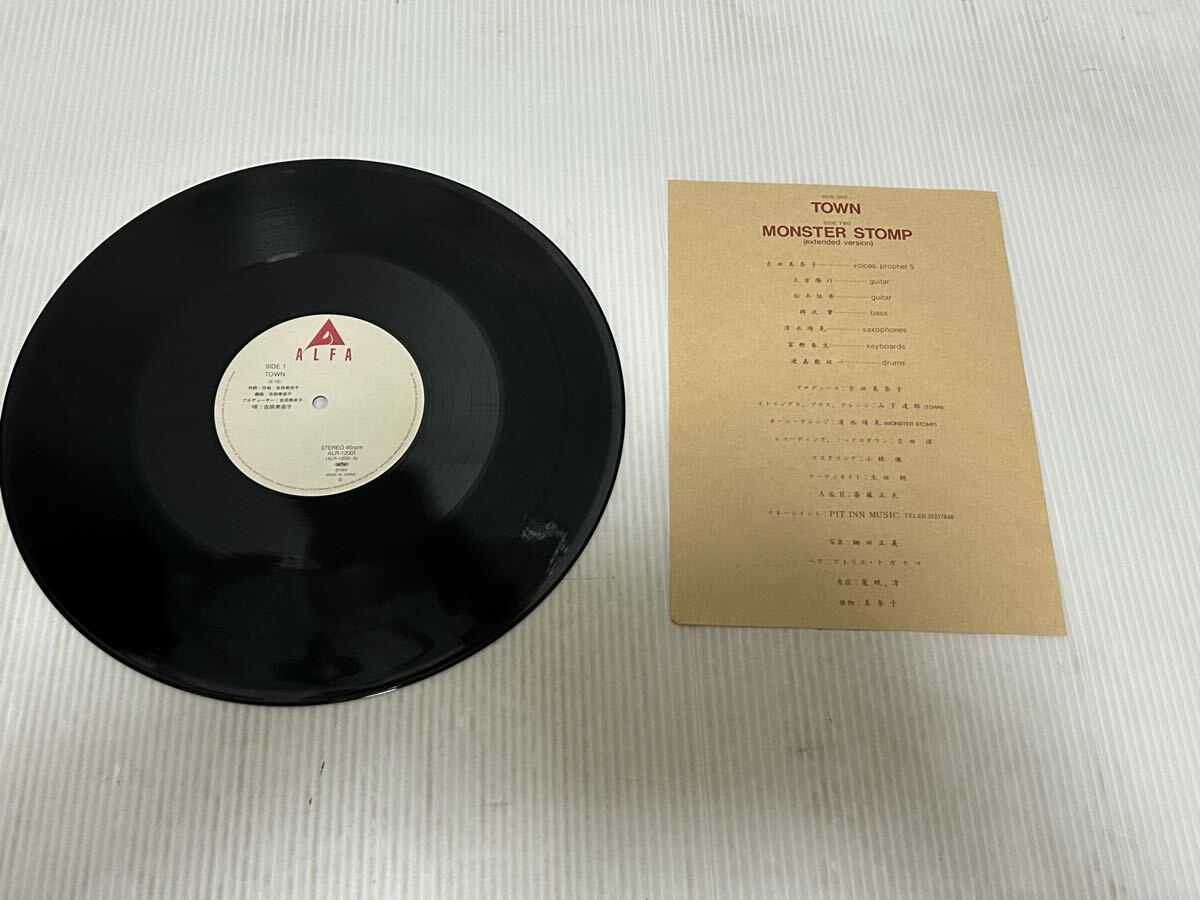 ALFA
SIDE 1
TOWN
作詞・作曲/吉田美奈子
編曲/吉田美奈子
プロデューサー/吉田美奈子
唄/吉田美奈子
STEREO 45rpm
ALR-12001
(ALR-12001-A)
MADE IN JAPAN
SIDE ONE
TOWN
SIDE TWO
MONSTER STOMP
(extended version)
吉田美奈子…………voices, prophet 5
土方隆行…………guitar
松木恒秀…………guitar
岡沢章…………bass
清水靖晃…………saxophones
富樫春生…………keyboards
渡嘉敷祐一…………drums
プロデュース:吉田美奈子
ストリングス, ブラス, アレンジ:山下達郎(TOWN)
ホーン・アレンジ:清水靖晃(MONSTER STOMP)
レコーディング, ミックスダウン:吉田保
マスタリング:小鉄徹
コーディネイト:生田朗
A&R:斎藤正光
マネージメント:PIT INN MUSIC TEL03(352)7848
写真:鋤田正義
ヘア:アトリエ・ナガヤマ
意匠:奥, 清
怪物:美奈子